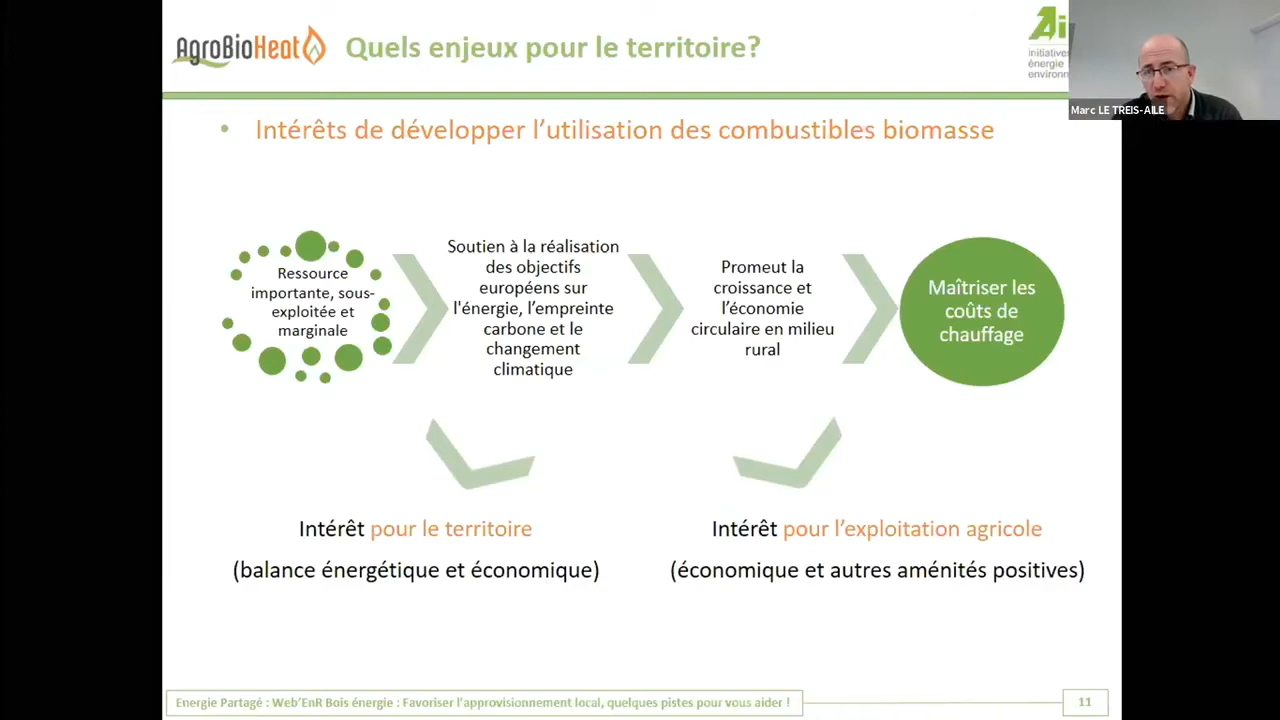 AgroBioHeat
Quels enjeux pour le territoire?
Ai
initiatives
énergie
environn
Marc LE TREIS-AILE
• Intérêts de développer l’utilisation des combustibles biomasse
Ressource
importante, sous-
exploitée et
marginale
Soutien à la réalisation
des objectifs
européens sur
l'énergie, l’empreinte
carbone et le
changement
climatique
Promeut la
croissance et
l’économie
circulaire en milieu
rural
Maîtriser les
coûts de
chauffage
Intérêt pour le territoire
(balance énergétique et économique)
Intérêt pour l’exploitation agricole
(économique et autres aménités positives)
Energie Partagé : Web’EnR Bois énergie : Favoriser l’approvisionnement local, quelques pistes pour vous aider !
11